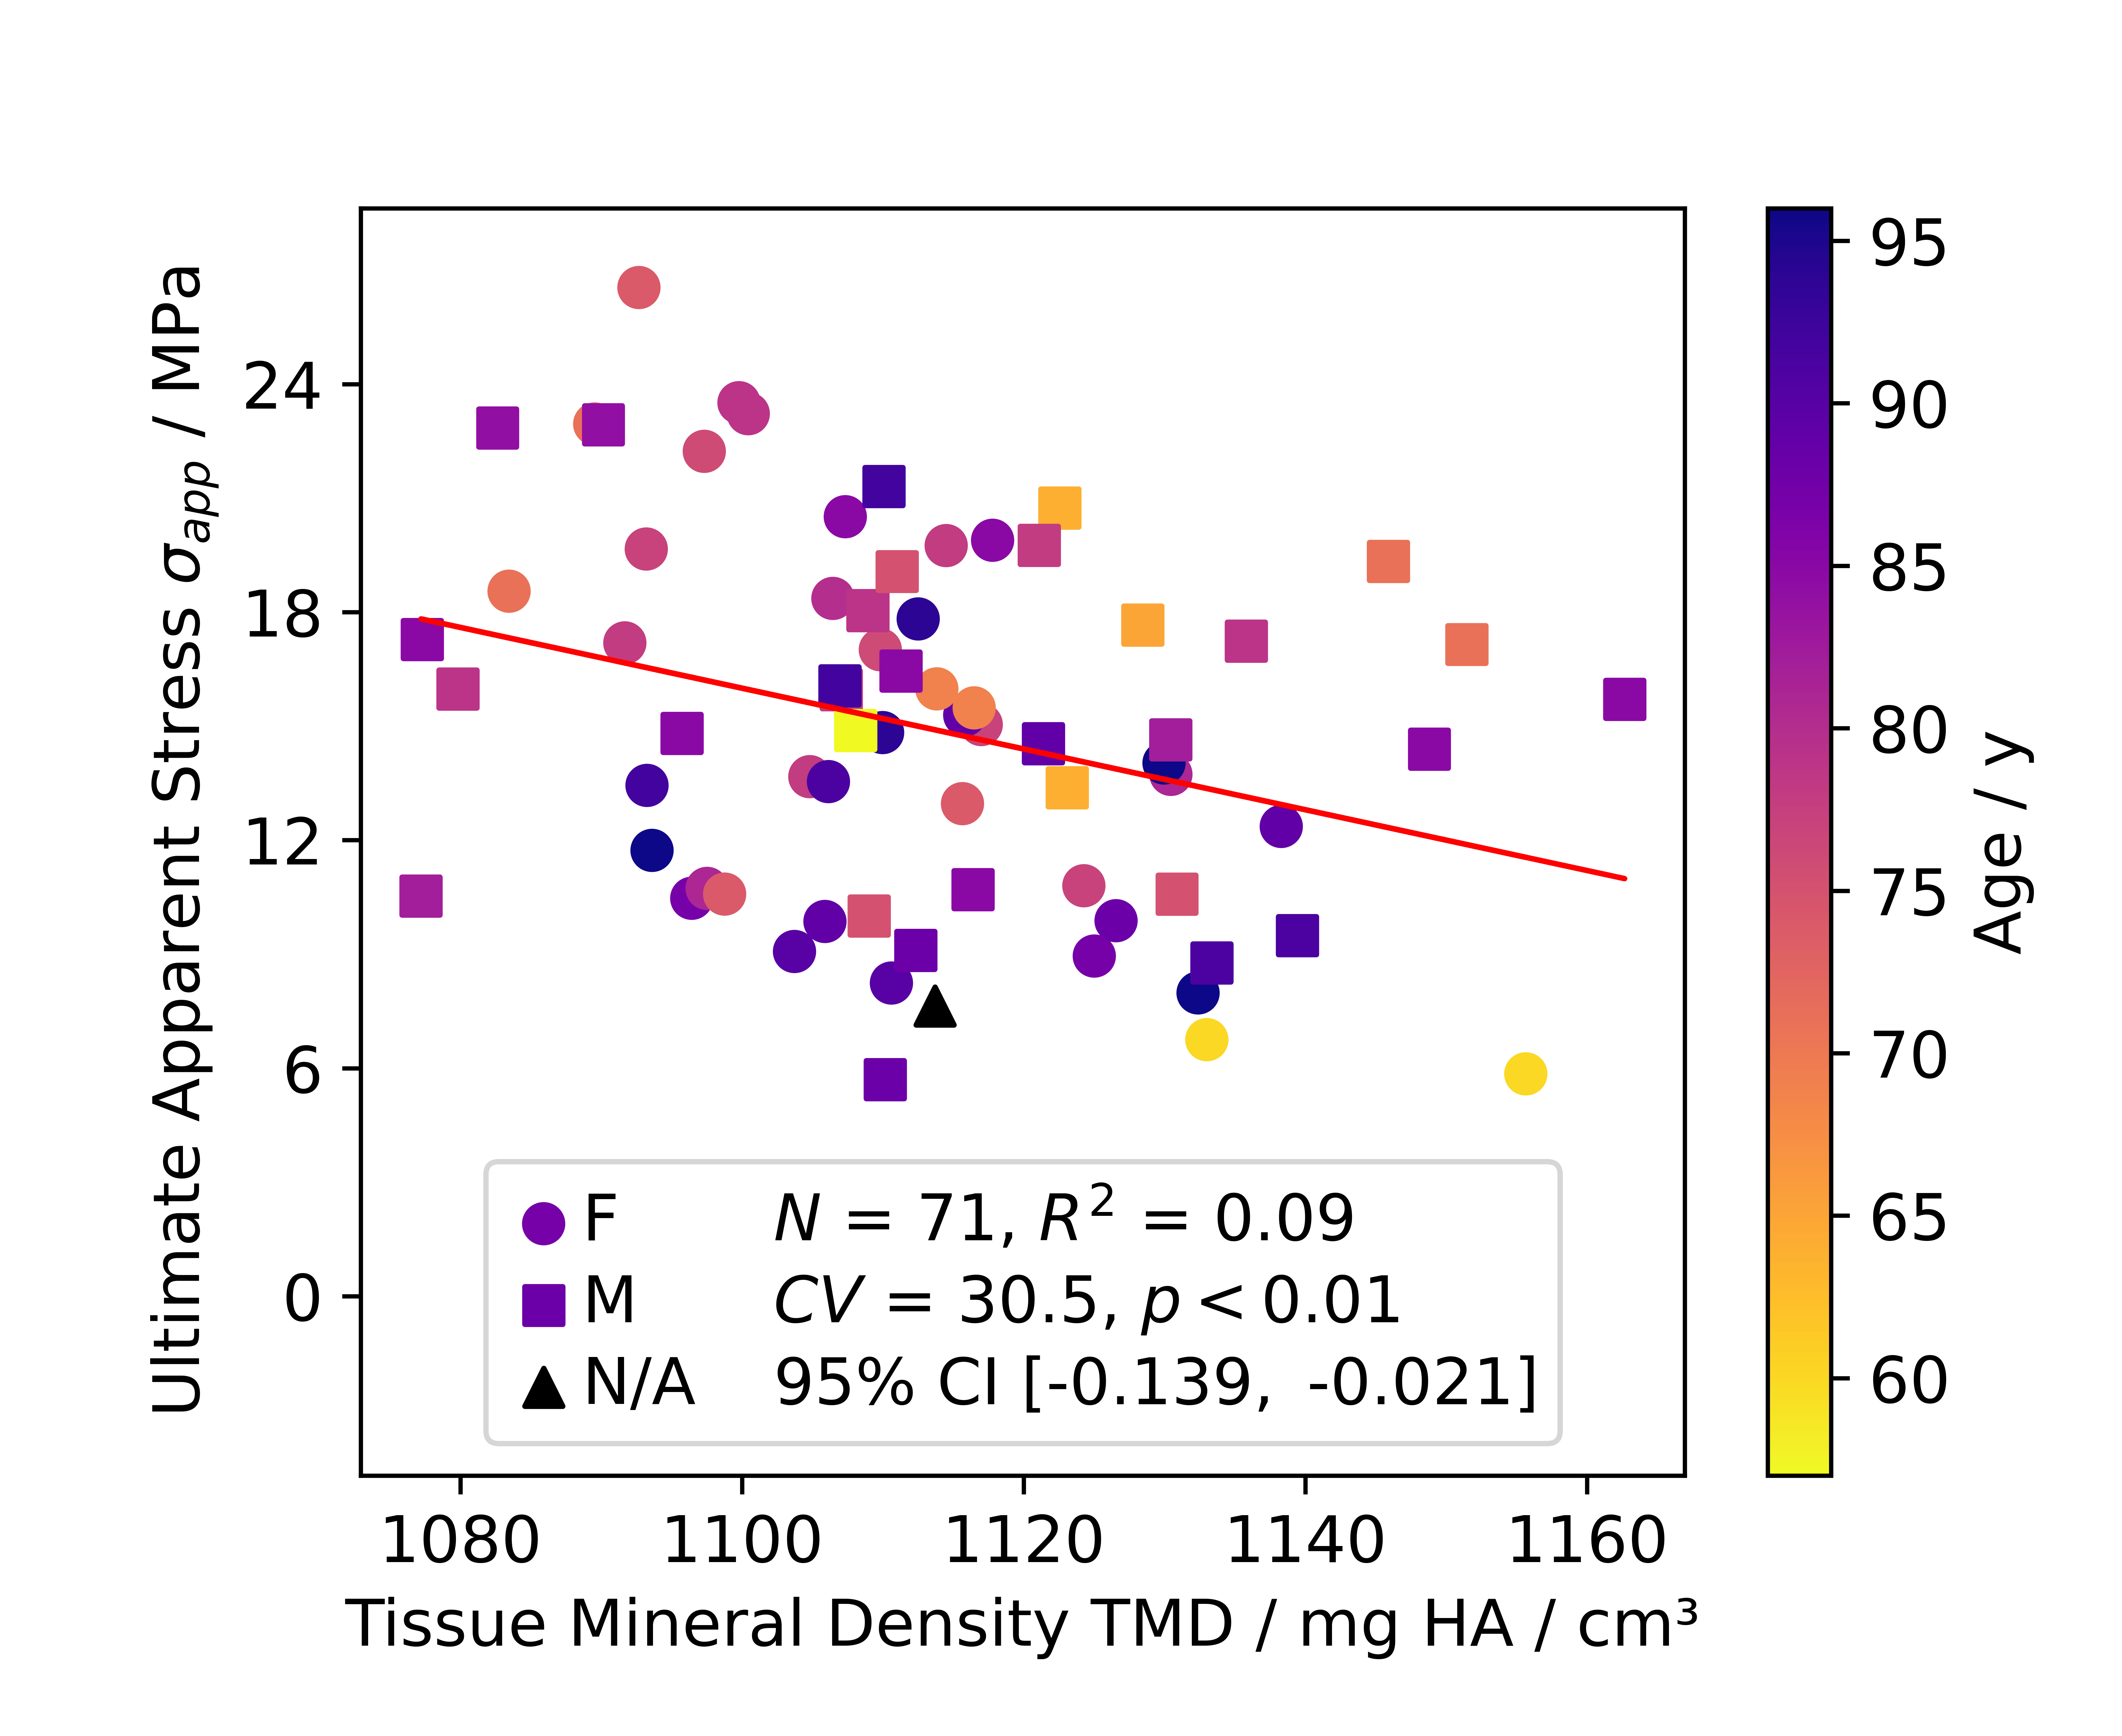 Ultimate Apparent Stress σapp / MPa
24
18
12
6
0
F
M
N/A
N = 71, R² = 0.09
CV = 30.5, p < 0.01
95% CI [-0.139, -0.021]
1080 1100 1120 1140 1160
Tissue Mineral Density TMD / mg HA / cm³
95
90
85
80
75
70
65
60
Age / y